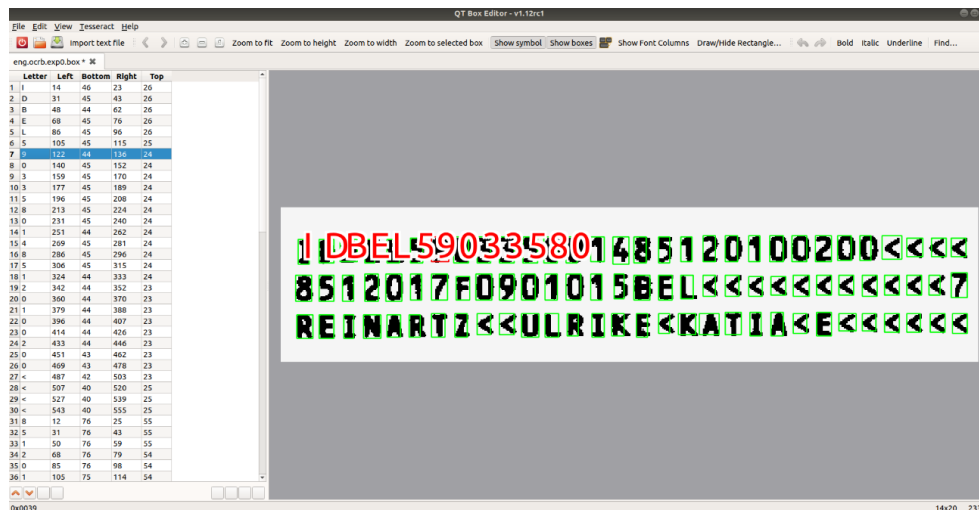 QT Box Editor - v1.12rc1
File Edit View Tesseract Help
Import text file Zoom to fit Zoom to height Zoom to width Zoom to selected box Show symbol Show boxes Show Font Columns Draw/Hide Rectangle... Bold Italic Underline Find...
eng.ocrb.exp0.box*
Letter Left Bottom Right Top
1 I 14 46 23 26
2 D 31 45 43 26
3 B 48 44 62 26
4 E 68 45 76 26
5 L 86 45 96 26
6 5 105 45 115 25
7 9 122 44 136 24
8 0 140 45 152 24
9 3 159 45 170 24
10 3 177 45 189 24
11 5 196 45 208 24
12 8 213 45 224 24
13 0 231 45 240 24
14 1 251 44 262 24
15 4 269 45 281 24
16 8 286 45 296 24
17 5 306 45 315 24
18 1 324 44 333 24
19 2 342 44 352 23
20 0 360 44 370 23
21 1 379 44 388 23
22 0 396 44 407 23
23 0 414 44 426 23
24 2 433 44 446 23
25 0 451 43 462 23
26 0 469 43 478 23
27 < 487 42 503 23
28 < 507 40 520 25
29 < 527 40 539 25
30 < 543 40 555 25
31 8 12 76 25 55
32 5 31 76 43 55
33 1 50 76 59 55
34 2 68 76 79 54
35 0 85 76 98 54
36 1 105 75 114 54
IDBEL5903358014851201​00200<<<<
8512017F0901015BEL<<<<<<<<<<<7
REINARTZ<<ULRIKE<KATIA<E<<<<<<
0x0039 14x20 23